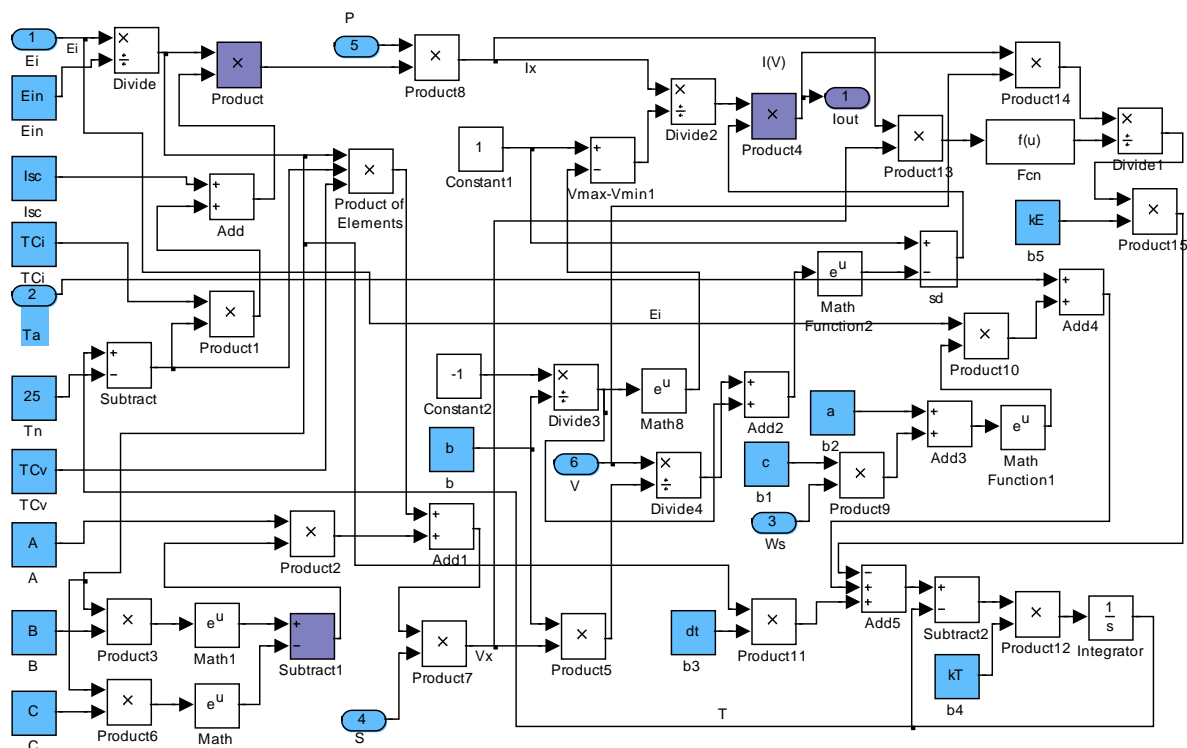 1
Ei
Ei
Ein
Ein
×
÷
Divide
×
Product
P
5
×
Product8
Ix
Isc
Isc
+
+
Add
TCi
TCi
2
Ta
×
Product1
+
−
Subtract
25
Tn
TCv
TCv
A
A
B
B
C
C
×
Product of
Elements
1
Constant1
+
−
Vmax-Vmin1
×
÷
Divide2
I(V)
×
Product4
1
Iout
×
Product13
×
Product14
f(u)
Fcn
×
÷
Divide1
kE
b5
×
Product15
+
−
sd
e^u
Math
Function2
+
+
Add4
Ei
×
Product10
-1
Constant2
×
÷
Divide3
e^u
Math8
+
+
Add2
b
b
6
V
×
÷
Divide4
a
b2
c
b1
3
Ws
×
Product9
+
+
Add3
e^u
Math
Function1
×
Product2
+
+
Add1
×
Product3
e^u
Math1
+
−
Subtract1
×
Product6
e^u
Math
×
Product7
Vx
4
S
×
Product5
dt
b3
×
Product11
−
+
+
Add5
+
−
Subtract2
kT
b4
×
Product12
1
s
Integrator
T